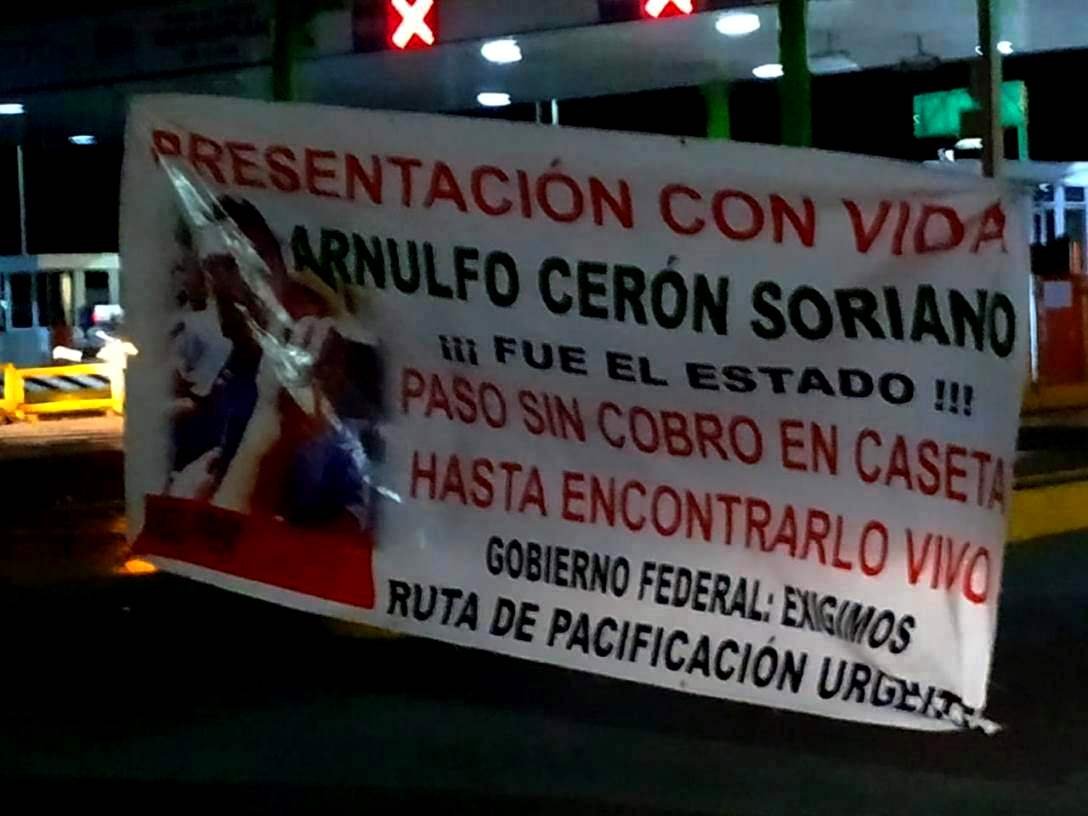 PRESENTACIÓN CON VIDA
ARNULFO CERÓN SORIANO
¡¡¡ FUE EL ESTADO !!!
PASO SIN COBRO EN CASETA
HASTA ENCONTRARLO VIVO
GOBIERNO FEDERAL: EXIGIMOS
RUTA DE PACIFICACIÓN URGENTE